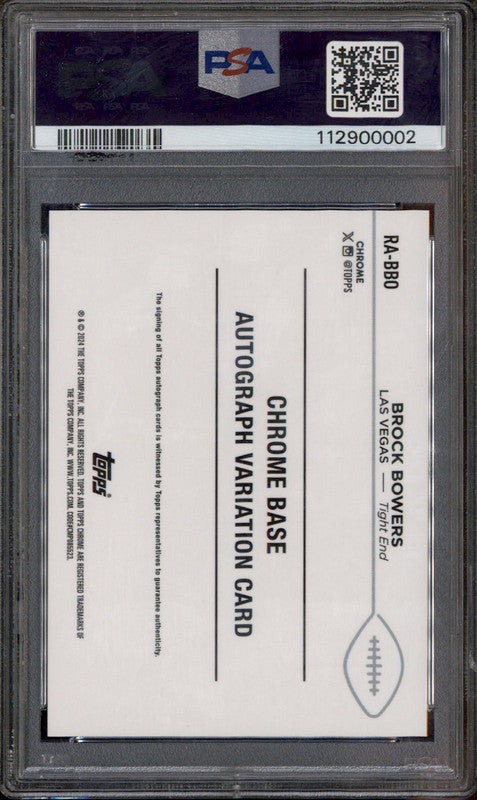 PSA
112900002
RA-BBO
BROCK BOWERS
LAS VEGAS — Tight End
CHROME
@TOPPS
CHROME BASE
AUTOGRAPH VARIATION CARD
The signing of all Topps autograph cards is witnessed by Topps representatives to guarantee authenticity.
topps®
® & © 2024 THE TOPPS COMPANY, INC. ALL RIGHTS RESERVED. TOPPS AND TOPPS CHROME ARE REGISTERED TRADEMARKS OF
THE TOPPS COMPANY, INC. WWW.TOPPS.COM. CODE#CMP086523.